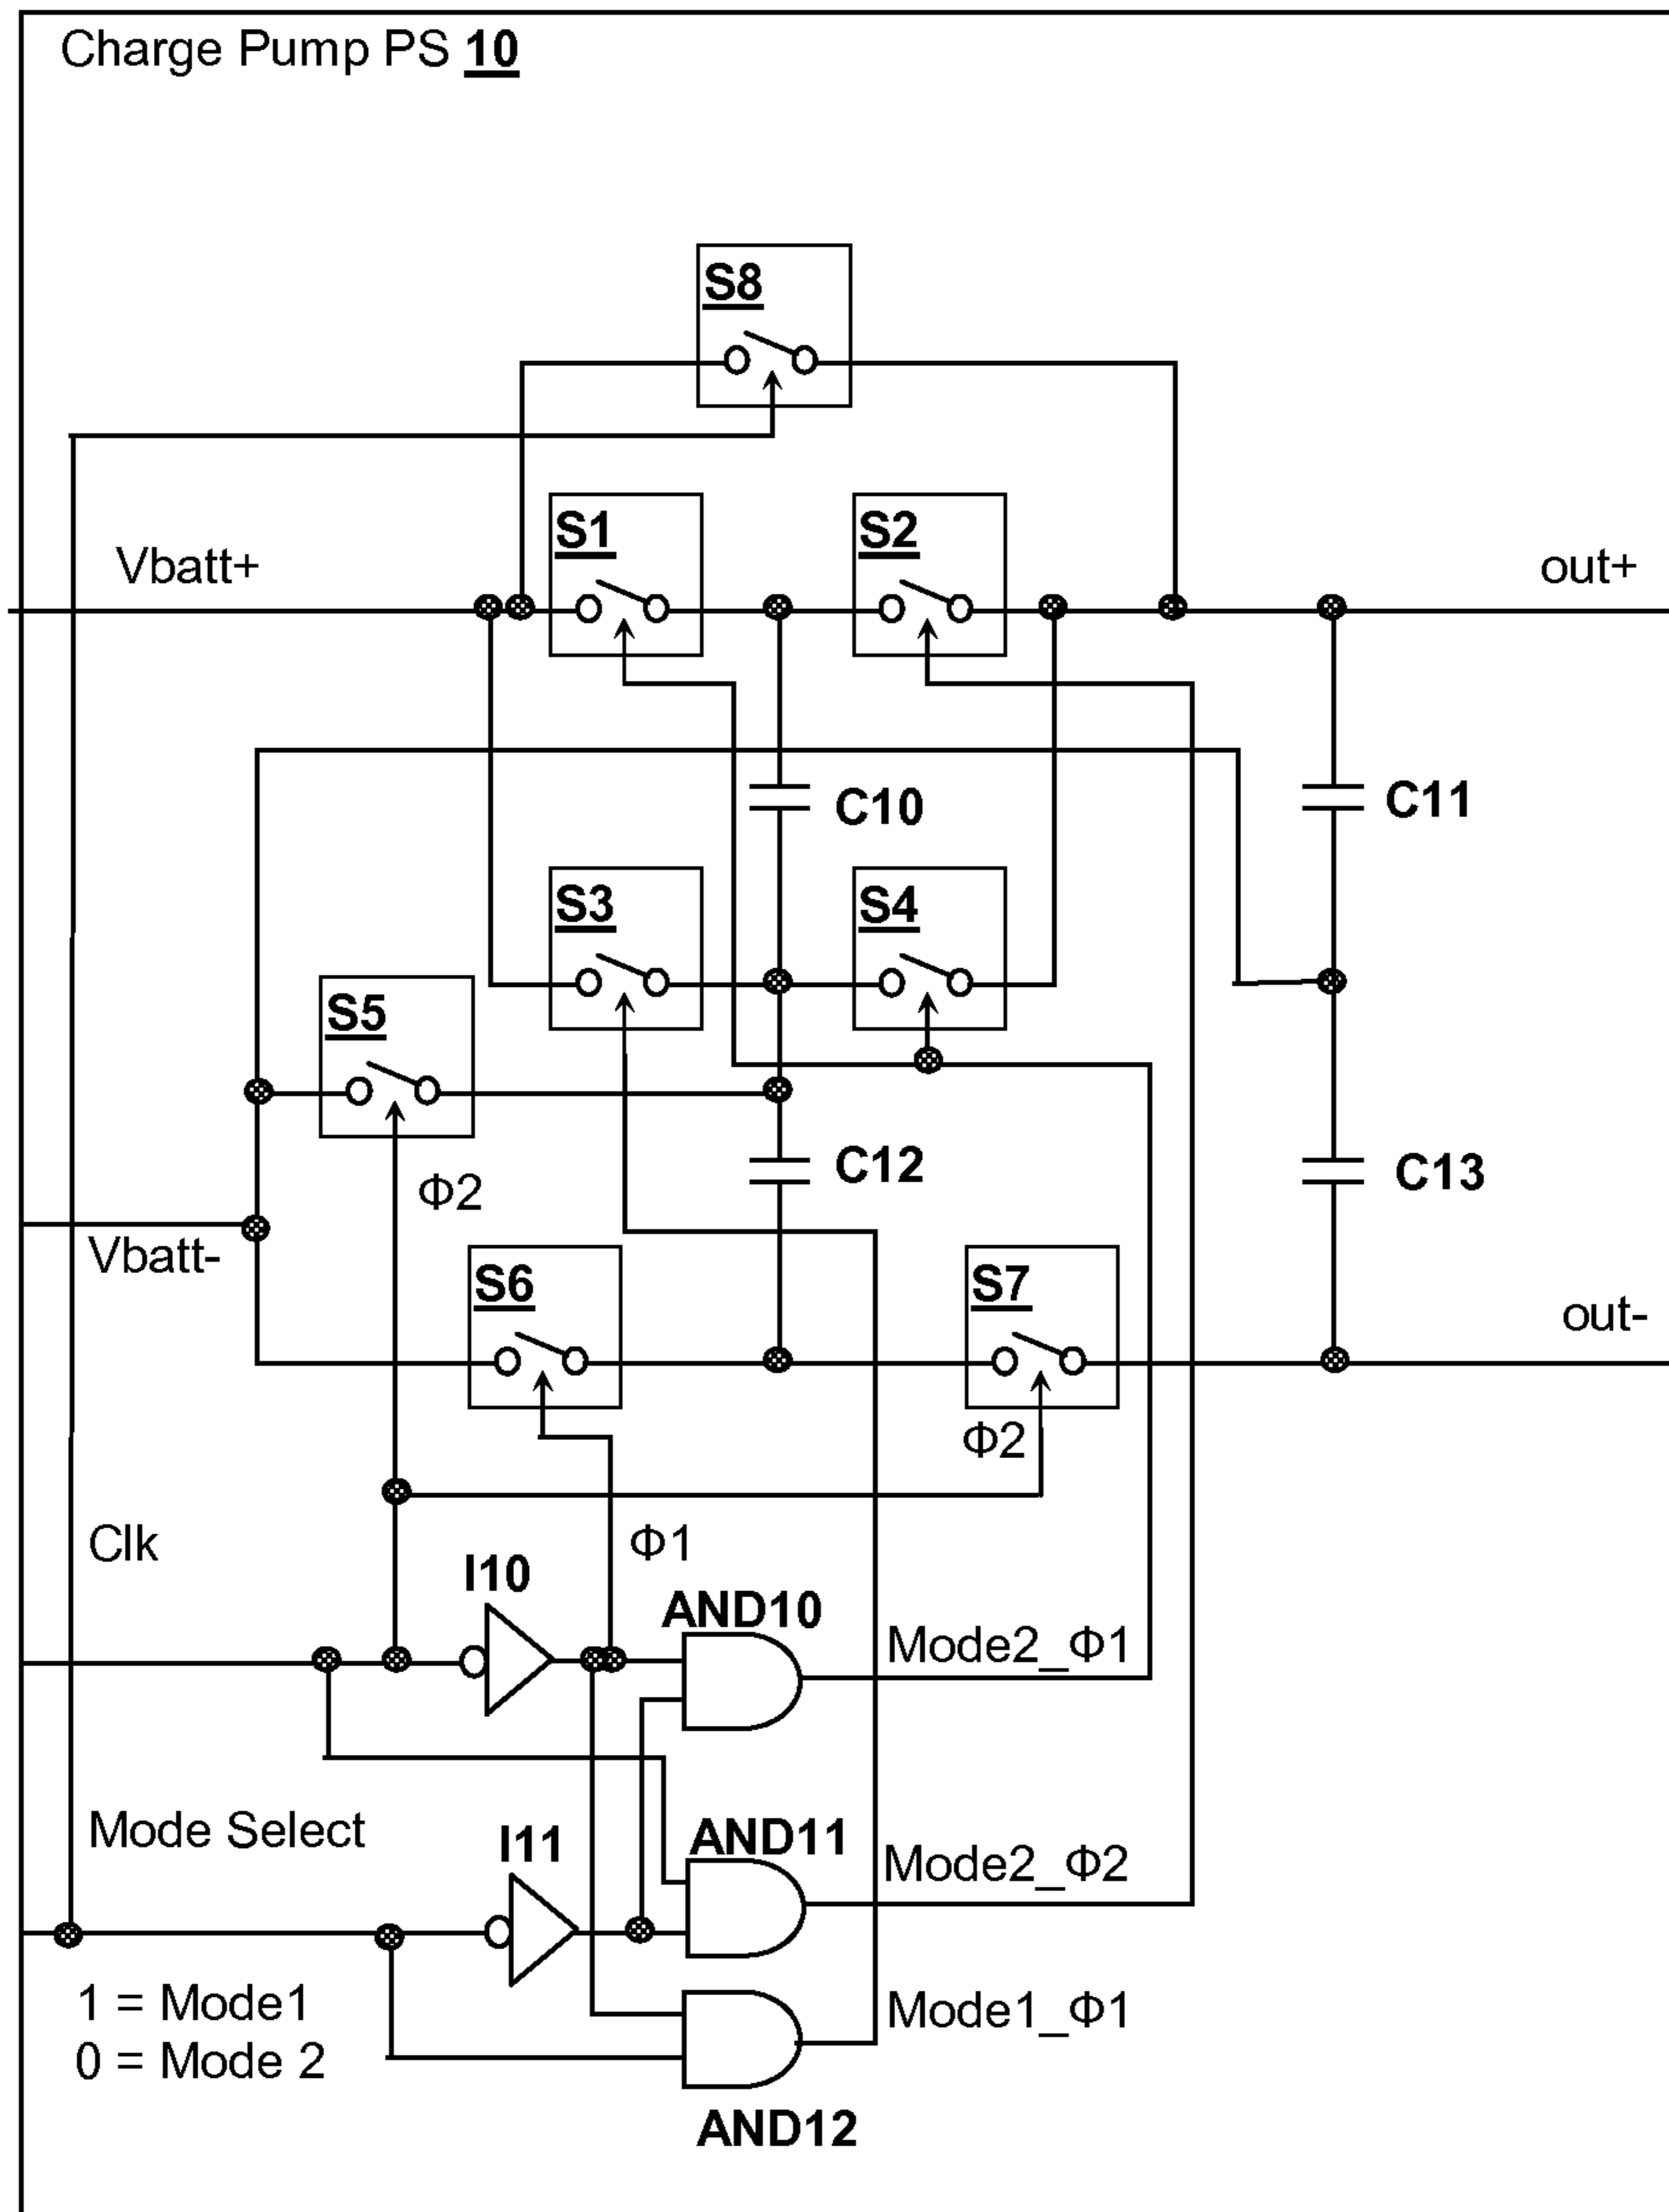 Charge Pump PS 10
S8
S1
S2
Vbatt+
out+
C10
C11
S3
S4
S5
Φ2
C12
C13
Vbatt-
S6
S7
out-
Φ2
Clk
Φ1
I10
AND10
Mode2_Φ1
Mode Select
I11
AND11
Mode2_Φ2
1 = Mode1
0 = Mode 2
Mode1_Φ1
AND12